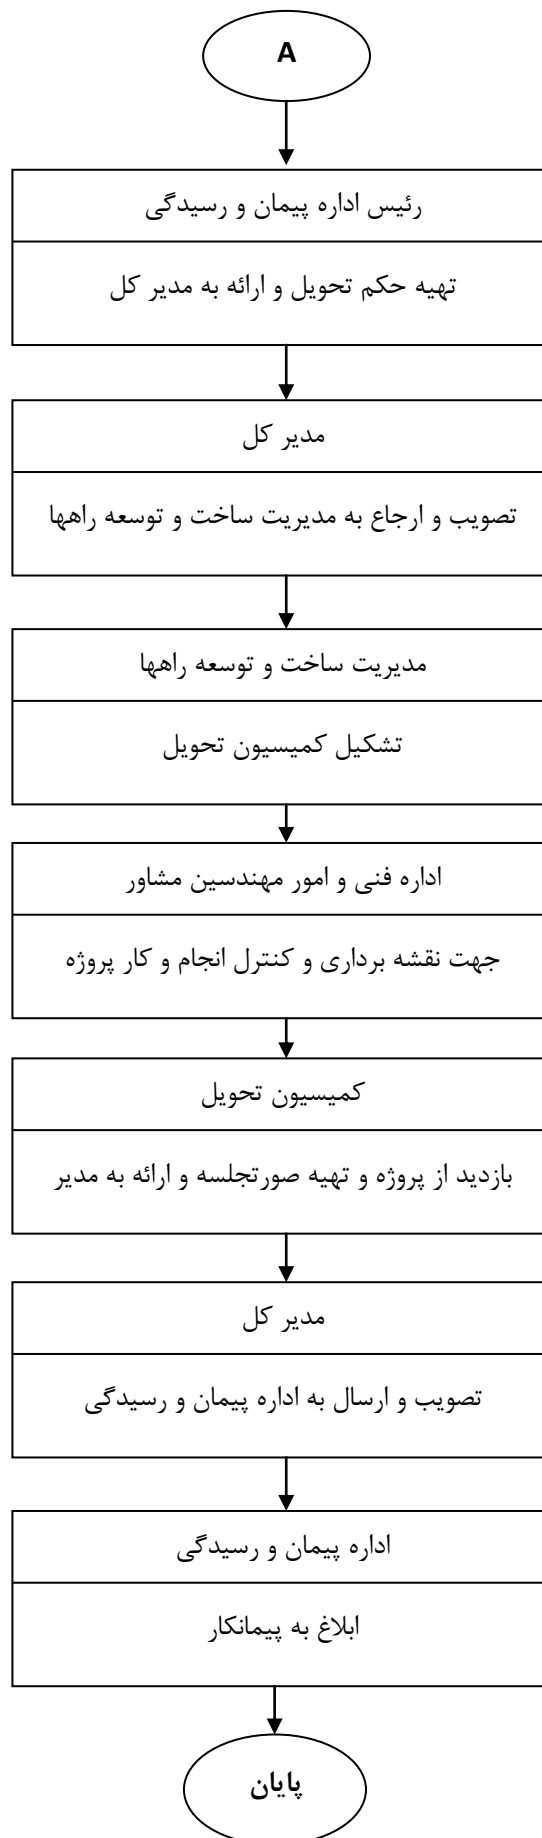 A
رئیس اداره پیمان و رسیدگی
تهیه حکم تحویل و ارائه به مدیر کل
مدیر کل
تصویب و ارجاع به مدیریت ساخت و توسعه راهها
مدیریت ساخت و توسعه راهها
تشکیل کمیسیون تحویل
اداره فنی و امور مهندسین مشاور
جهت نقشه برداری و کنترل انجام و کار پروژه
کمیسیون تحویل
بازدید از پروژه و تهیه صورتجلسه و ارائه به مدیر
مدیر کل
تصویب و ارسال به اداره پیمان و رسیدگی
اداره پیمان و رسیدگی
ابلاغ به پیمانکار
پایان